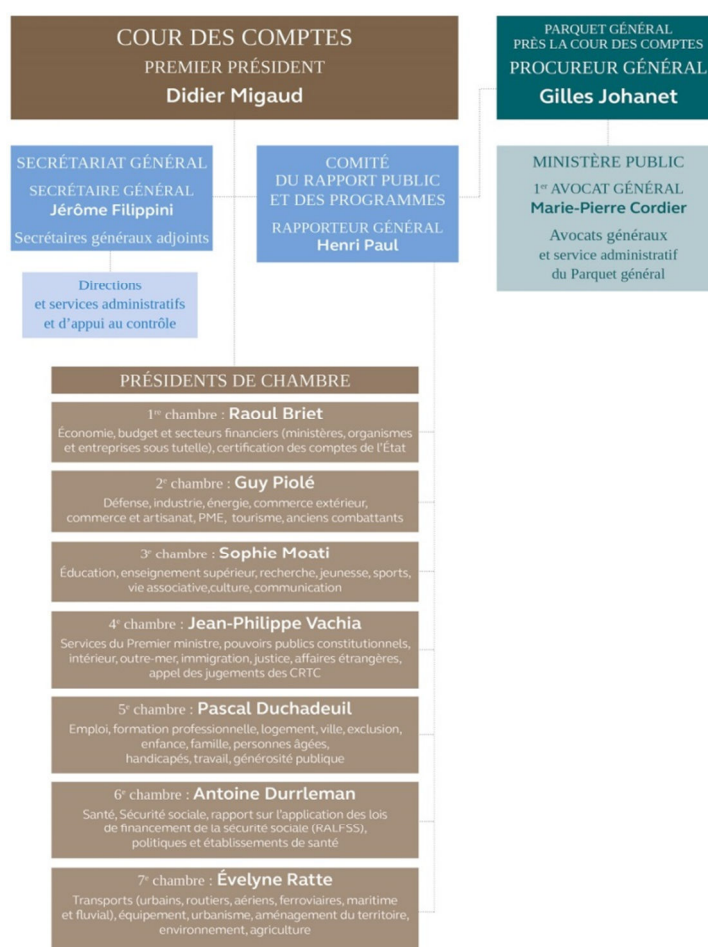 COUR DES COMPTES
PREMIER PRÉSIDENT
Didier Migaud
PARQUET GÉNÉRAL
PRÈS LA COUR DES COMPTES
PROCUREUR GÉNÉRAL
Gilles Johanet
SECRÉTARIAT GÉNÉRAL
SECRÉTAIRE GÉNÉRAL
Jérôme Filippini
Secrétaires généraux adjoints
COMITÉ
DU RAPPORT PUBLIC
ET DES PROGRAMMES
RAPPORTEUR GÉNÉRAL
Henri Paul
MINISTÈRE PUBLIC
1er AVOCAT GÉNÉRAL
Marie-Pierre Cordier
Avocats généraux
et service administratif
du Parquet général
Directions
et services administratifs
et d’appui au contrôle
PRÉSIDENTS DE CHAMBRE
1re chambre : Raoul Briet
Économie, budget et secteurs financiers (ministères, organismes
et entreprises sous tutelle), certification des comptes de l’État
2e chambre : Guy Piolé
Défense, industrie, énergie, commerce extérieur,
commerce et artisanat, PME, tourisme, anciens combattants
3e chambre : Sophie Moati
Éducation, enseignement supérieur, recherche, jeunesse, sports,
vie associative,culture, communication
4e chambre : Jean-Philippe Vachia
Services du Premier ministre, pouvoirs publics constitutionnels,
intérieur, outre-mer, immigration, justice, affaires étrangères,
appel des jugements des CRTC
5e chambre : Pascal Duchadeuil
Emploi, formation professionnelle, logement, ville, exclusion,
enfance, famille, personnes âgées,
handicapés, travail, générosité publique
6e chambre : Antoine Durrleman
Santé, Sécurité sociale, rapport sur l’application des lois
de financement de la sécurité sociale (RALFSS),
politiques et établissements de santé
7e chambre : Évelyne Ratte
Transports (urbains, routiers, aériens, ferroviaires, maritime
et fluvial), équipement, urbanisme, aménagement du territoire,
environnement, agriculture